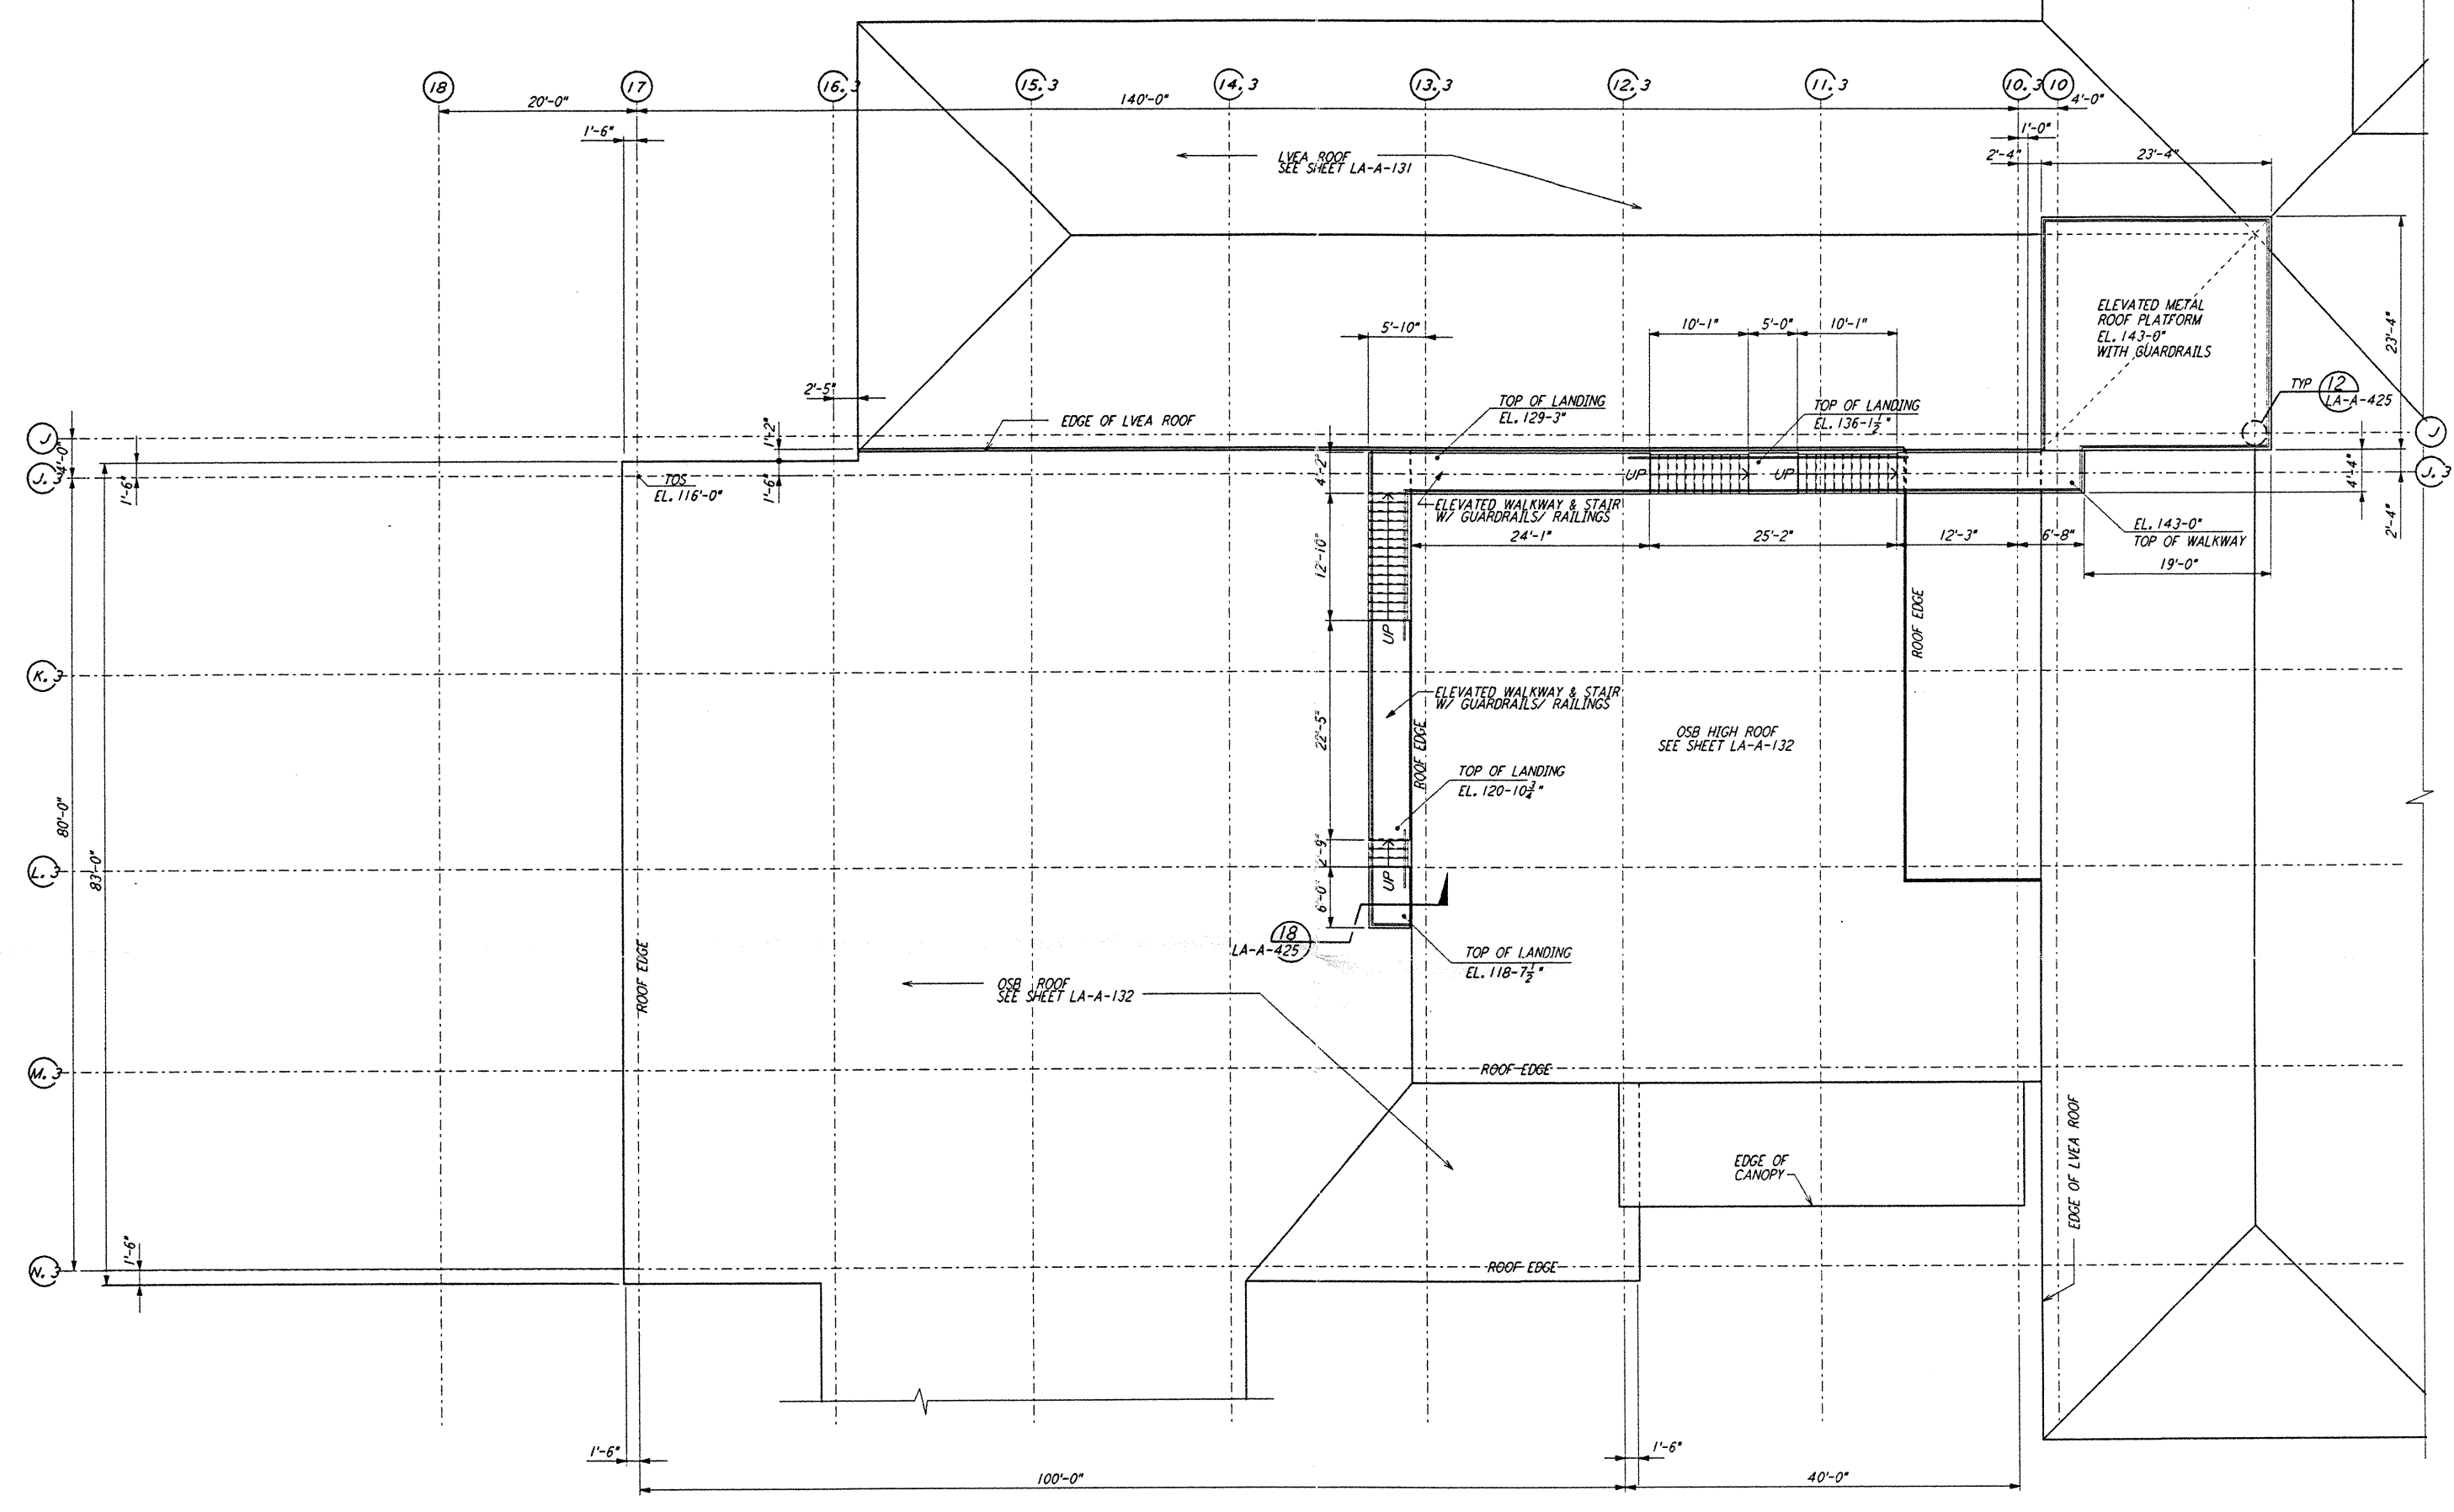 18
17
16.3
15.3
14.3
13.3
12.3
11.3
10.3
10
20'-0"
140'-0"
4'-0"
1'-6"
1'-0"
2'-4"
23'-4"
LVEA ROOF
SEE SHEET LA-A-131
ELEVATED METAL
ROOF PLATFORM
EL. 143-0"
WITH GUARDRAILS
23'-4"
5'-10"
10'-1"
5'-0"
10'-1"
2'-5"
TYP
12
LA-A-425
TOP OF LANDING
EL. 129-3"
TOP OF LANDING
EL. 136-1½"
EDGE OF LVEA ROOF
J
J
4'-0"
J.3
J.3
1'-2"
1'-6"
1'-6"
TOS
EL. 116'-0"
4'-2"
UP
UP
4'-4"
2'-4"
ELEVATED WALKWAY & STAIR
W/ GUARDRAILS/ RAILINGS
EL. 143-0"
TOP OF WALKWAY
24'-1"
25'-2"
12'-3"
6'-8"
19'-0"
12'-10"
UP
ROOF EDGE
K.3
ELEVATED WALKWAY & STAIR
W/ GUARDRAILS/ RAILINGS
22'-5"
ROOF EDGE
OSB HIGH ROOF
SEE SHEET LA-A-132
TOP OF LANDING
EL. 120-10¾"
80'-0"
83'-0"
L.3
2'-9"
UP
6'-0"
18
LA-A-425
TOP OF LANDING
EL. 118-7½"
ROOF EDGE
OSB ROOF
SEE SHEET LA-A-132
M.3
ROOF EDGE
EDGE OF
CANOPY
EDGE OF LVEA ROOF
1'-6"
N.3
ROOF EDGE
1'-6"
1'-6"
100'-0"
40'-0"